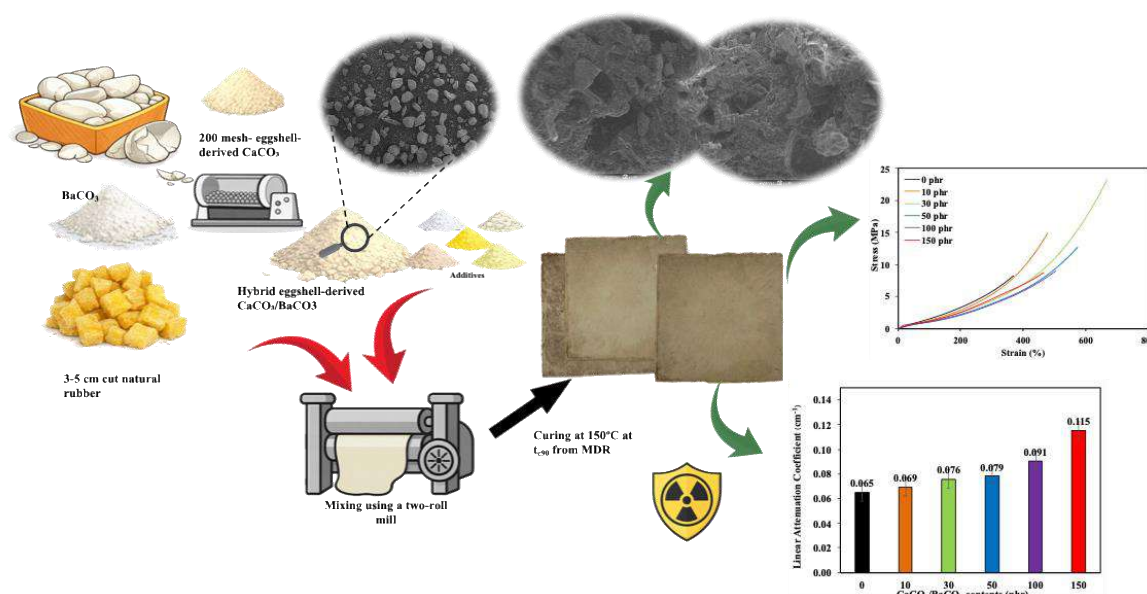 200 mesh- eggshell-
derived CaCO₃
BaCO₃
Hybrid eggshell-derived
CaCO₃/BaCO3
Additives
3-5 cm cut natural
rubber
Mixing using a two-roll
mill
Curing at 150°C at
t꜀₉₀ from MDR
25
20
15
10
5
0
Stress (MPa)
0 phr
10 phr
30 phr
50 phr
100 phr
150 phr
0 200 400 600 800
Strain (%)
0.14
0.12
0.10
0.08
0.06
0.04
0.02
0.00
Linear Attenuation Coefficient (cm⁻¹)
0.065
0.069
0.076
0.079
0.091
0.115
0 10 30 50 100 150